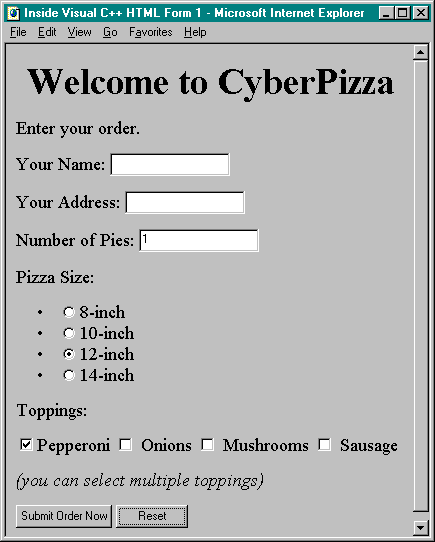 Inside Visual C++ HTML Form 1 - Microsoft Internet Explorer
File Edit View Go Favorites Help
Welcome to CyberPizza
Enter your order.
Your Name:
Your Address:
Number of Pies: 1
Pizza Size:
• 8-inch
• 10-inch
• 12-inch
• 14-inch
Toppings:
Pepperoni Onions Mushrooms Sausage
(you can select multiple toppings)
Submit Order Now Reset